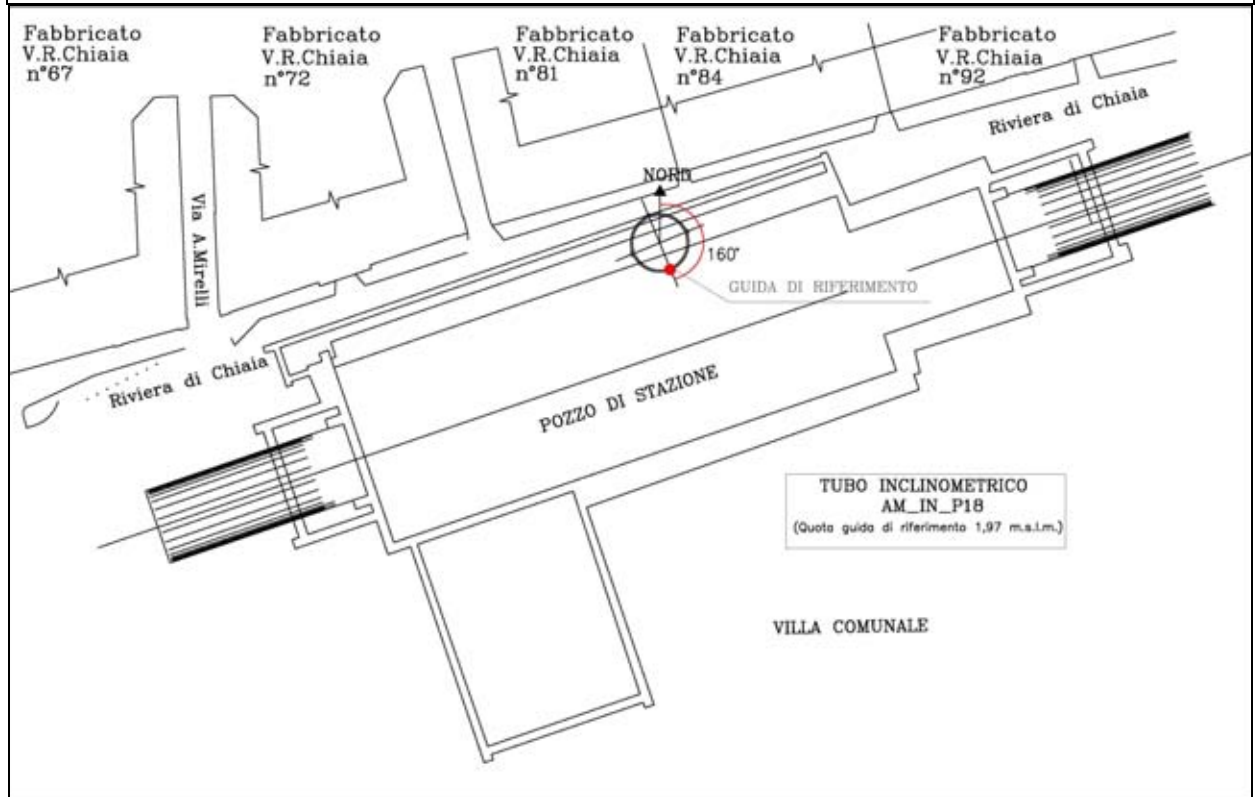 Fabbricato
V.R.Chiaia
n°67
Fabbricato
V.R.Chiaia
n°72
Fabbricato
V.R.Chiaia
n°81
Fabbricato
V.R.Chiaia
n°84
Fabbricato
V.R.Chiaia
n°92
Riviera di Chiaia
NORD
Via A.Mirelli
160°
GUIDA DI RIFERIMENTO
Riviera di Chiaia
POZZO DI STAZIONE
TUBO INCLINOMETRICO
AM_IN_P18
(Quota guida di riferimento 1,97 m.s.l.m.)
VILLA COMUNALE